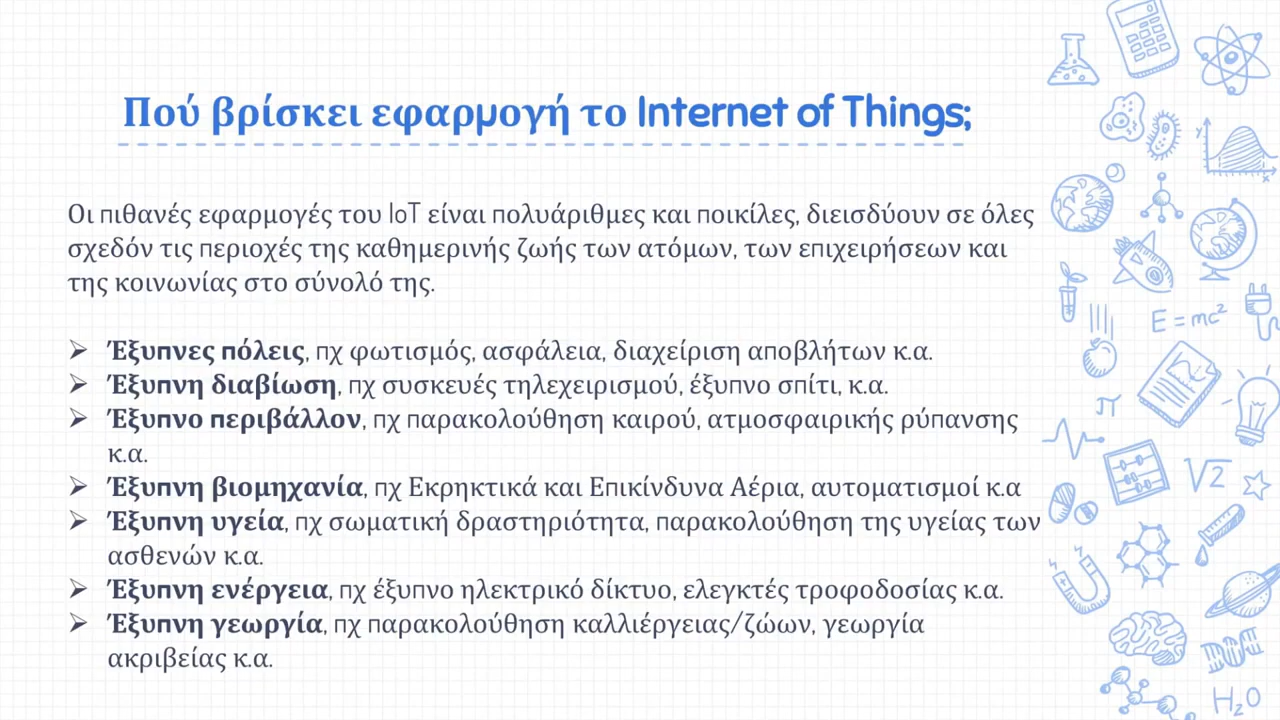 Πού βρίσκει εφαρμογή το Internet of Things;
Οι πιθανές εφαρμογές του IoT είναι πολυάριθμες και ποικίλες, διεισδύουν σε όλες
σχεδόν τις περιοχές της καθημερινής ζωής των ατόμων, των επιχειρήσεων και
της κοινωνίας στο σύνολό της.
➢ Έξυπνες πόλεις, πχ φωτισμός, ασφάλεια, διαχείριση αποβλήτων κ.α.
➢ Έξυπνη διαβίωση, πχ συσκευές τηλεχειρισμού, έξυπνο σπίτι, κ.α.
➢ Έξυπνο περιβάλλον, πχ παρακολούθηση καιρού, ατμοσφαιρικής ρύπανσης
κ.α.
➢ Έξυπνη βιομηχανία, πχ Εκρηκτικά και Επικίνδυνα Αέρια, αυτοματισμοί κ.α
➢ Έξυπνη υγεία, πχ σωματική δραστηριότητα, παρακολούθηση της υγείας των
ασθενών κ.α.
➢ Έξυπνη ενέργεια, πχ έξυπνο ηλεκτρικό δίκτυο, ελεγκτές τροφοδοσίας κ.α.
➢ Έξυπνη γεωργία, πχ παρακολούθηση καλλιέργειας/ζώων, γεωργία
ακριβείας κ.α.
y
x
E = mc²
π
√2
H₂O